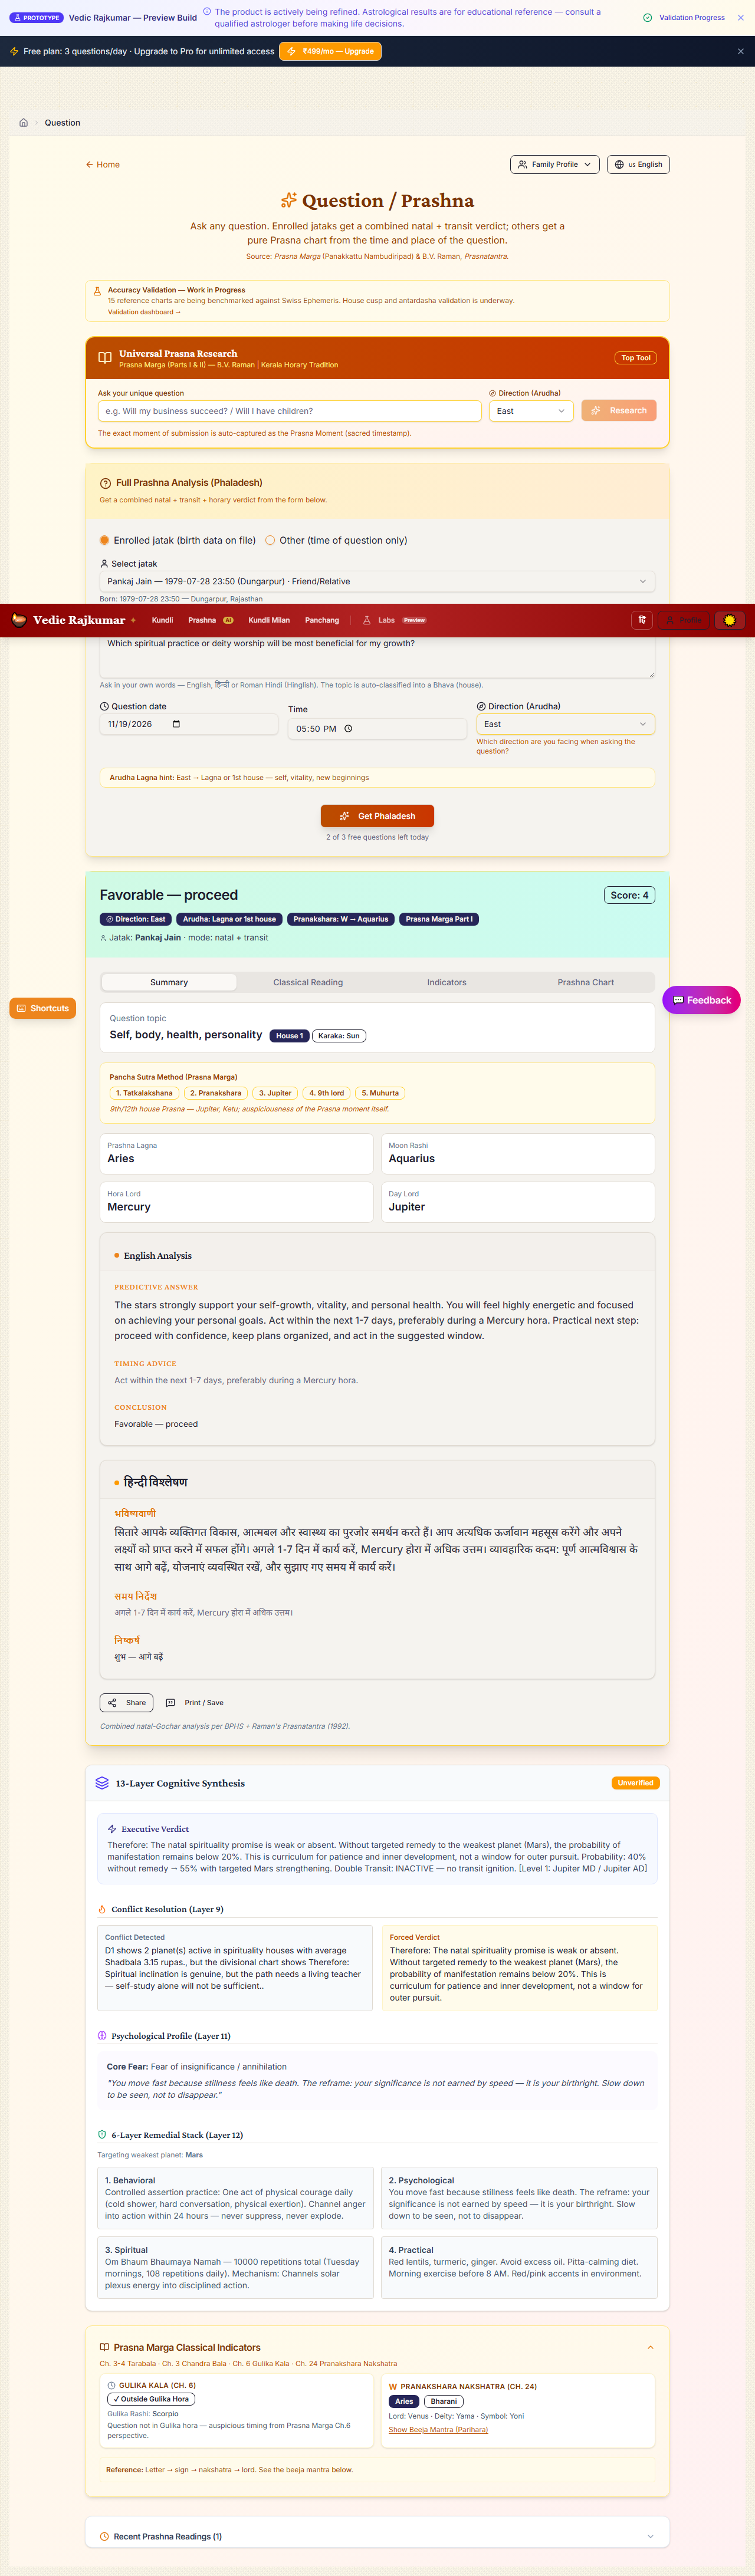 PROTOTYPE Vedic Rajkumar — Preview Build The product is actively being refined. Astrological results are for educational reference — consult a
qualified astrologer before making life decisions. Validation Progress
Free plan: 3 questions/day · Upgrade to Pro for unlimited access ₹499/mo — Upgrade
Question
Home
Family Profile
us English
Question / Prashna
Ask any question. Enrolled jataks get a combined natal + transit verdict; others get a
pure Prasna chart from the time and place of the question.
Source: Prasna Marga (Panakkattu Nambudiripad) & B.V. Raman, Prasnatantra.
Accuracy Validation — Work in Progress
15 reference charts are being benchmarked against Swiss Ephemeris. House cusp and antardasha validation is underway.
Validation dashboard →
Universal Prasna Research
Prasna Marga (Parts I & II) — B.V. Raman | Kerala Horary Tradition
Top Tool
Ask your unique question
Direction (Arudha)
e.g. Will my business succeed? / Will I have children?
East
Research
The exact moment of submission is auto-captured as the Prasna Moment (sacred timestamp).
Full Prashna Analysis (Phaladesh)
Get a combined natal + transit + horary verdict from the form below.
Enrolled jatak (birth data on file)
Other (time of question only)
Select jatak
Pankaj Jain — 1979-07-28 23:50 (Dungarpur) · Friend/Relative
Born: 1979-07-28 23:50 — Dungarpur, Rajasthan
Vedic Rajkumar Kundli Prashna AI Kundli Milan Panchang Labs Preview हिं Profile
Which spiritual practice or deity worship will be most beneficial for my growth?
Ask in your own words — English, हिन्दी or Roman Hindi (Hinglish). The topic is auto-classified into a Bhava (house).
Question date
Time
Direction (Arudha)
11/19/2026
05:50 PM
East
Which direction are you facing when asking the
question?
Arudha Lagna hint: East → Lagna or 1st house — self, vitality, new beginnings
Get Phaladesh
2 of 3 free questions left today
Favorable — proceed
Score: 4
Direction: East
Arudha: Lagna or 1st house
Pranakshara: W → Aquarius
Prasna Marga Part I
Jatak: Pankaj Jain · mode: natal + transit
Summary
Classical Reading
Indicators
Prashna Chart
Shortcuts
Feedback
Question topic
Self, body, health, personality House 1 Karaka: Sun
Pancha Sutra Method (Prasna Marga)
1. Tatkalakshana
2. Pranakshara
3. Jupiter
4. 9th lord
5. Muhurta
9th/12th house Prasna — Jupiter, Ketu; auspiciousness of the Prasna moment itself.
Prashna Lagna
Aries
Moon Rashi
Aquarius
Hora Lord
Mercury
Day Lord
Jupiter
English Analysis
PREDICTIVE ANSWER
The stars strongly support your self-growth, vitality, and personal health. You will feel highly energetic and focused
on achieving your personal goals. Act within the next 1-7 days, preferably during a Mercury hora. Practical next step:
proceed with confidence, keep plans organized, and act in the suggested window.
TIMING ADVICE
Act within the next 1-7 days, preferably during a Mercury hora.
CONCLUSION
Favorable — proceed
हिन्दी विश्लेषण
भविष्यवाणी
सितारे आपके व्यक्तिगत विकास, आत्मबल और स्वास्थ्य का पुरजोर समर्थन करते हैं। आप अत्यधिक ऊर्जावान महसूस करेंगे और अपने
लक्ष्यों को प्राप्त करने में सफल होंगे। अगले 1-7 दिन में कार्य करें, Mercury होरा में अधिक उत्तम। व्यावहारिक कदम: पूर्ण आत्मविश्वास के
साथ आगे बढ़ें, योजनाएं व्यवस्थित रखें, और सुझाए गए समय में कार्य करें।
समय निर्देश
अगले 1-7 दिन में कार्य करें, Mercury होरा में अधिक उत्तम।
निष्कर्ष
शुभ — आगे बढ़ें
Share
Print / Save
Combined natal-Gochar analysis per BPHS + Raman's Prasnatantra (1992).
13-Layer Cognitive Synthesis
Unverified
Executive Verdict
Therefore: The natal spirituality promise is weak or absent. Without targeted remedy to the weakest planet (Mars), the probability of
manifestation remains below 20%. This is curriculum for patience and inner development, not a window for outer pursuit. Probability: 40%
without remedy → 55% with targeted Mars strengthening. Double Transit: INACTIVE — no transit ignition. [Level 1: Jupiter MD / Jupiter AD]
Conflict Resolution (Layer 9)
Conflict Detected
D1 shows 2 planet(s) active in spirituality houses with average
Shadbala 3.15 rupas., but the divisional chart shows Therefore:
Spiritual inclination is genuine, but the path needs a living teacher
— self-study alone will not be sufficient..
Forced Verdict
Therefore: The natal spirituality promise is weak or absent.
Without targeted remedy to the weakest planet (Mars), the
probability of manifestation remains below 20%. This is
curriculum for patience and inner development, not a window for
outer pursuit.
Psychological Profile (Layer 11)
Core Fear: Fear of insignificance / annihilation
"You move fast because stillness feels like death. The reframe: your significance is not earned by speed — it is your birthright. Slow down
to be seen, not to disappear."
6-Layer Remedial Stack (Layer 12)
Targeting weakest planet: Mars
1. Behavioral
Controlled assertion practice: One act of physical courage daily
(cold shower, hard conversation, physical exertion). Channel anger
into action within 24 hours — never suppress, never explode.
2. Psychological
You move fast because stillness feels like death. The reframe: your
significance is not earned by speed — it is your birthright. Slow
down to be seen, not to disappear.
3. Spiritual
Om Bhaum Bhaumaya Namah — 10000 repetitions total (Tuesday
mornings, 108 repetitions daily). Mechanism: Channels solar
plexus energy into disciplined action.
4. Practical
Red lentils, turmeric, ginger. Avoid excess oil. Pitta-calming diet.
Morning exercise before 8 AM. Red/pink accents in environment.
Prasna Marga Classical Indicators
Ch. 3-4 Tarabala · Ch. 3 Chandra Bala · Ch. 6 Gulika Kala · Ch. 24 Pranakshara Nakshatra
GULIKA KALA (CH. 6)
✓ Outside Gulika Hora
Gulika Rashi: Scorpio
Question not in Gulika hora — auspicious timing from Prasna Marga Ch.6
perspective.
W PRANAKSHARA NAKSHATRA (CH. 24)
Aries
Bharani
Lord: Venus · Deity: Yama · Symbol: Yoni
Show Beeja Mantra (Parihara)
Reference: Letter → sign → nakshatra → lord. See the beeja mantra below.
Recent Prashna Readings (1)